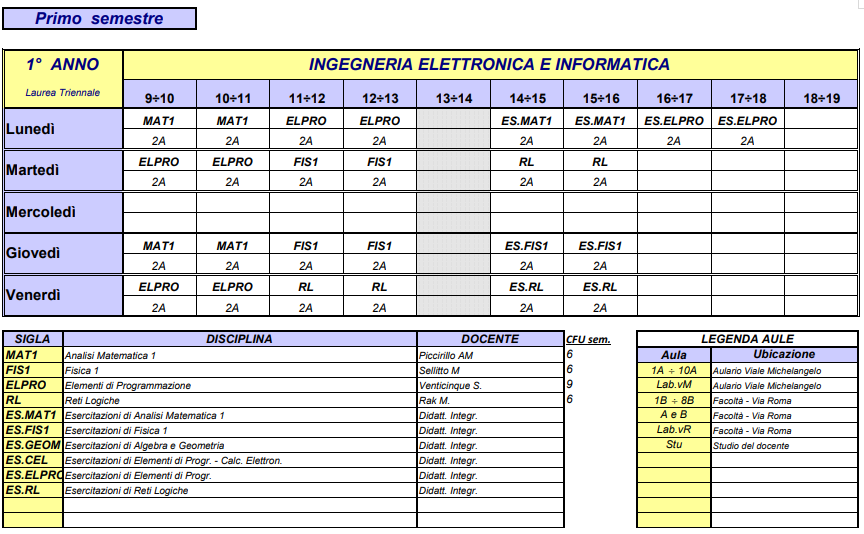 Primo semestre
1° ANNO
Laurea Triennale
INGEGNERIA ELETTRONICA E INFORMATICA
9÷10 10÷11 11÷12 12÷13 13÷14 14÷15 15÷16 16÷17 17÷18 18÷19
Lunedì
MAT1 MAT1 ELPRO ELPRO ES.MAT1 ES.MAT1 ES.ELPRO ES.ELPRO
2A 2A 2A 2A 2A 2A 2A 2A
Martedì
ELPRO ELPRO FIS1 FIS1 RL RL
2A 2A 2A 2A 2A 2A
Mercoledì
Giovedì
MAT1 MAT1 FIS1 FIS1 ES.FIS1 ES.FIS1
2A 2A 2A 2A 2A 2A
Venerdì
ELPRO ELPRO RL RL ES.RL ES.RL
2A 2A 2A 2A 2A 2A
SIGLA DISCIPLINA DOCENTE CFU sem.
MAT1 Analisi Matematica 1 Piccirillo AM 6
FIS1 Fisica 1 Sellitto M 6
ELPRO Elementi di Programmazione Venticinque S. 9
RL Reti Logiche Rak M. 6
ES.MAT1 Esercitazioni di Analisi Matematica 1 Didatt. Integr.
ES.FIS1 Esercitazioni di Fisica 1 Didatt. Integr.
ES.GEOM Esercitazioni di Algebra e Geometria Didatt. Integr.
ES.CEL Esercitazioni di Elementi di Progr. - Calc. Elettron. Didatt. Integr.
ES.ELPRO Esercitazioni di Elementi di Progr. Didatt. Integr.
ES.RL Esercitazioni di Reti Logiche Didatt. Integr.
LEGENDA AULE
Aula Ubicazione
1A ÷ 10A Aulario Viale Michelangelo
Lab.vM Aulario Viale Michelangelo
1B ÷ 8B Facoltà - Via Roma
A e B Facoltà - Via Roma
Lab.vR Facoltà - Via Roma
Stu Studio del docente